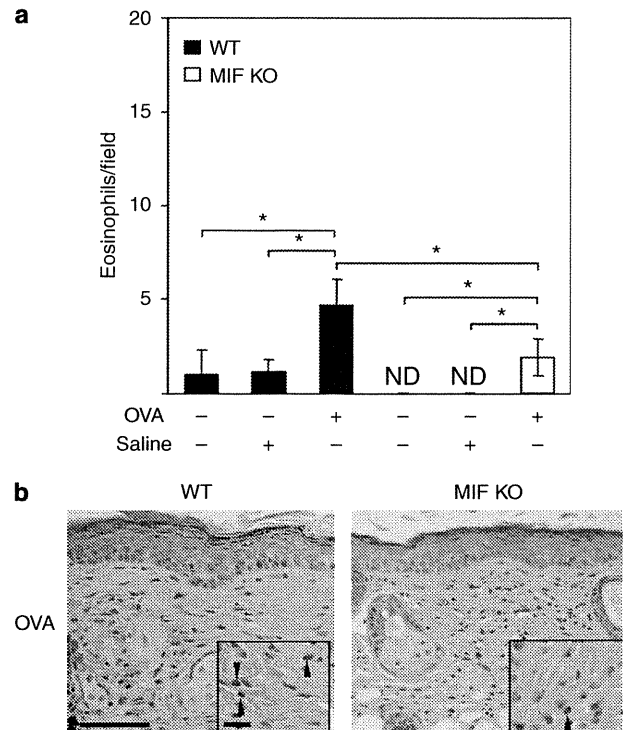 a
20
WT
MIF KO
15
Eosinophils/field
10
*
*
*
*
5
*
ND ND
OVA − − + − − +
Saline − + − − + −
b
WT MIF KO
OVA